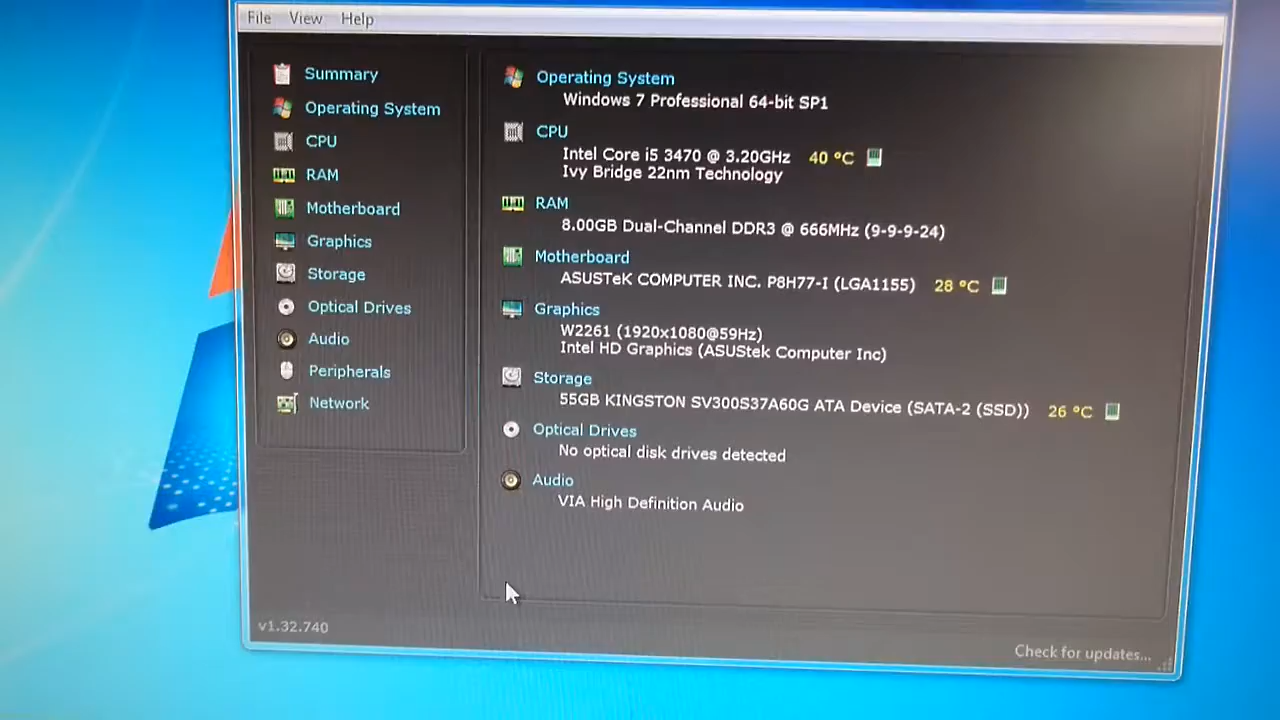 File View Help
Summary
Operating System
CPU
RAM
Motherboard
Graphics
Storage
Optical Drives
Audio
Peripherals
Network
Operating System
Windows 7 Professional 64-bit SP1
CPU
Intel Core i5 3470 @ 3.20GHz 40 °C
Ivy Bridge 22nm Technology
RAM
8.00GB Dual-Channel DDR3 @ 666MHz (9-9-9-24)
Motherboard
ASUSTeK COMPUTER INC. P8H77-I (LGA1155) 28 °C
Graphics
W2261 (1920x1080@59Hz)
Intel HD Graphics (ASUStek Computer Inc)
Storage
55GB KINGSTON SV300S37A60G ATA Device (SATA-2 (SSD)) 26 °C
Optical Drives
No optical disk drives detected
Audio
VIA High Definition Audio
v1.32.740
Check for updates...